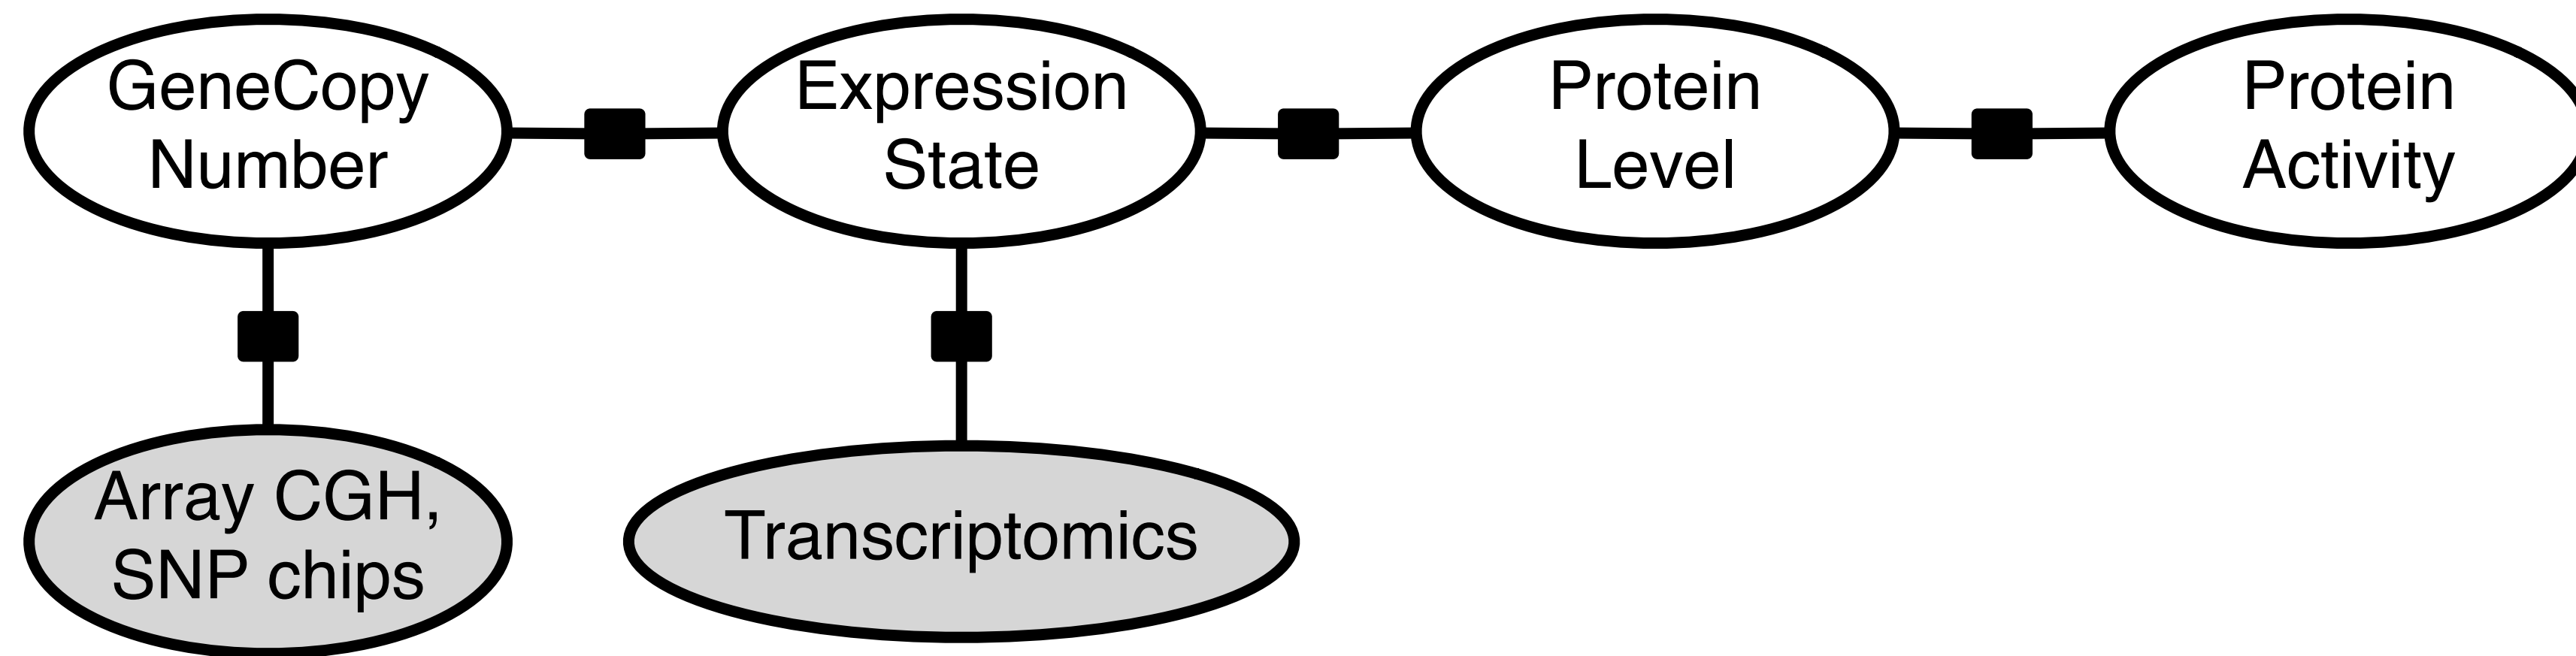 GeneCopy
Number
Expression
State
Protein
Level
Protein
Activity
Array CGH,
SNP chips
Transcriptomics